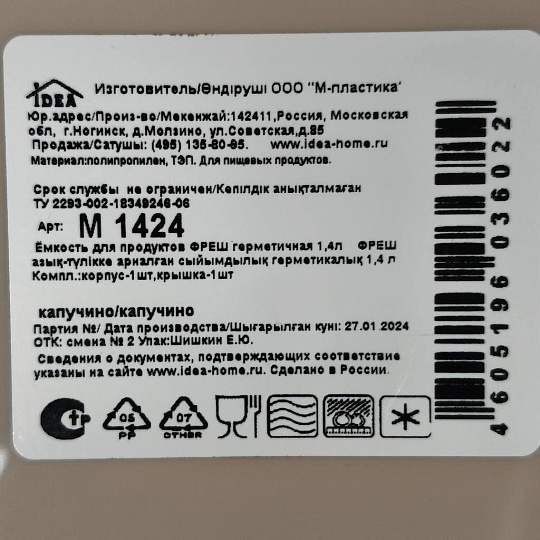 IDEA
Изготовитель/Өндіруші ООО "М-пластика"
Юр.адрес/Произ-во/Мекенжай:142411,Россия, Московская
обл, г.Ногинск, д.Молзино, ул.Советская,д.85
Продажа/Сатушы: (495) 135-80-85. www.idea-home.ru
Материал:полипропилен, ТЭП. Для пищевых продуктов.
Срок службы не ограничен/Кепілдік анықталмаған
ТУ 2293-002-18349246-06
Арт: М 1424
Ёмкость для продуктов ФРЕШ герметичная 1,4л ФРЕШ
азық-түлікке арналған сыйымдылық герметикалық 1,4 л
Компл.:корпус-1шт,крышка-1шт
капучино/капучино
Партия №/ Дата производства/Шығарылған күні: 27.01 2024
ОТК: смена № 2 Упак:Шишкин Е.Ю.
Сведения о документах, подтверждающих соответствие
указаны на сайте www.idea-home.ru. Сделано в России.
05
PP
07
OTHER
4605196036022